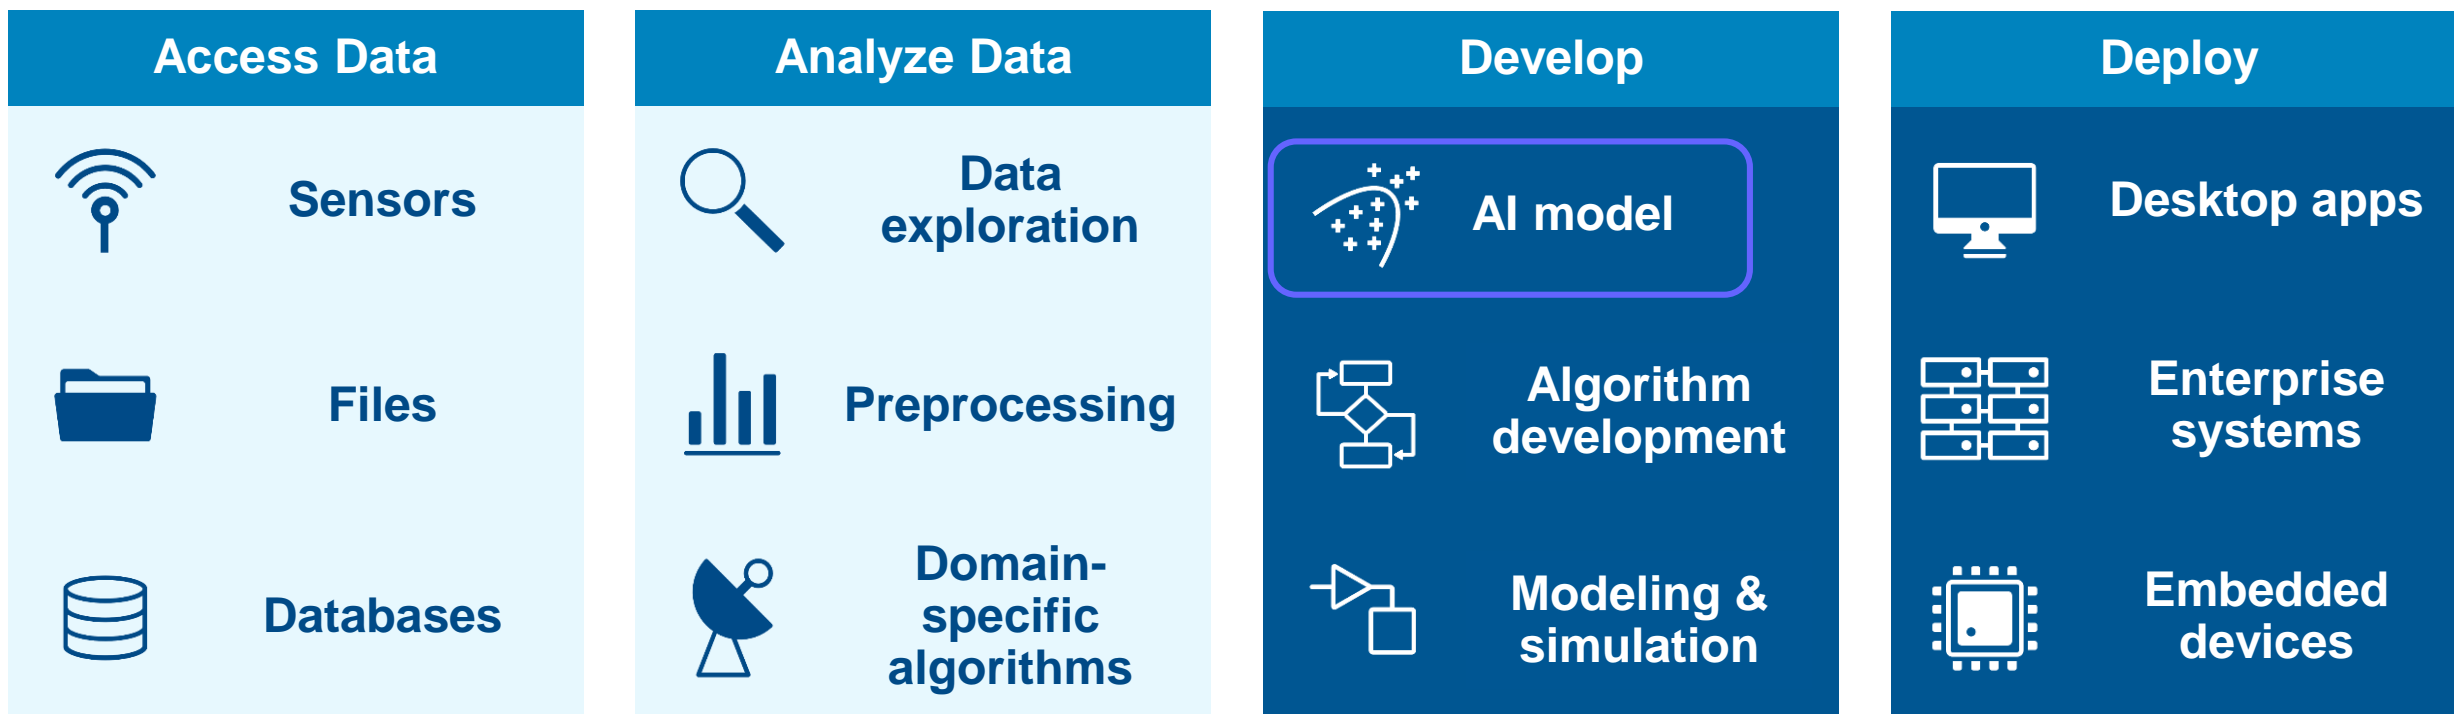 Access Data
Sensors
Files
Databases
Analyze Data
Data
exploration
Preprocessing
Domain-
specific
algorithms
Develop
AI model
Algorithm
development
Modeling &
simulation
Deploy
Desktop apps
Enterprise
systems
Embedded
devices